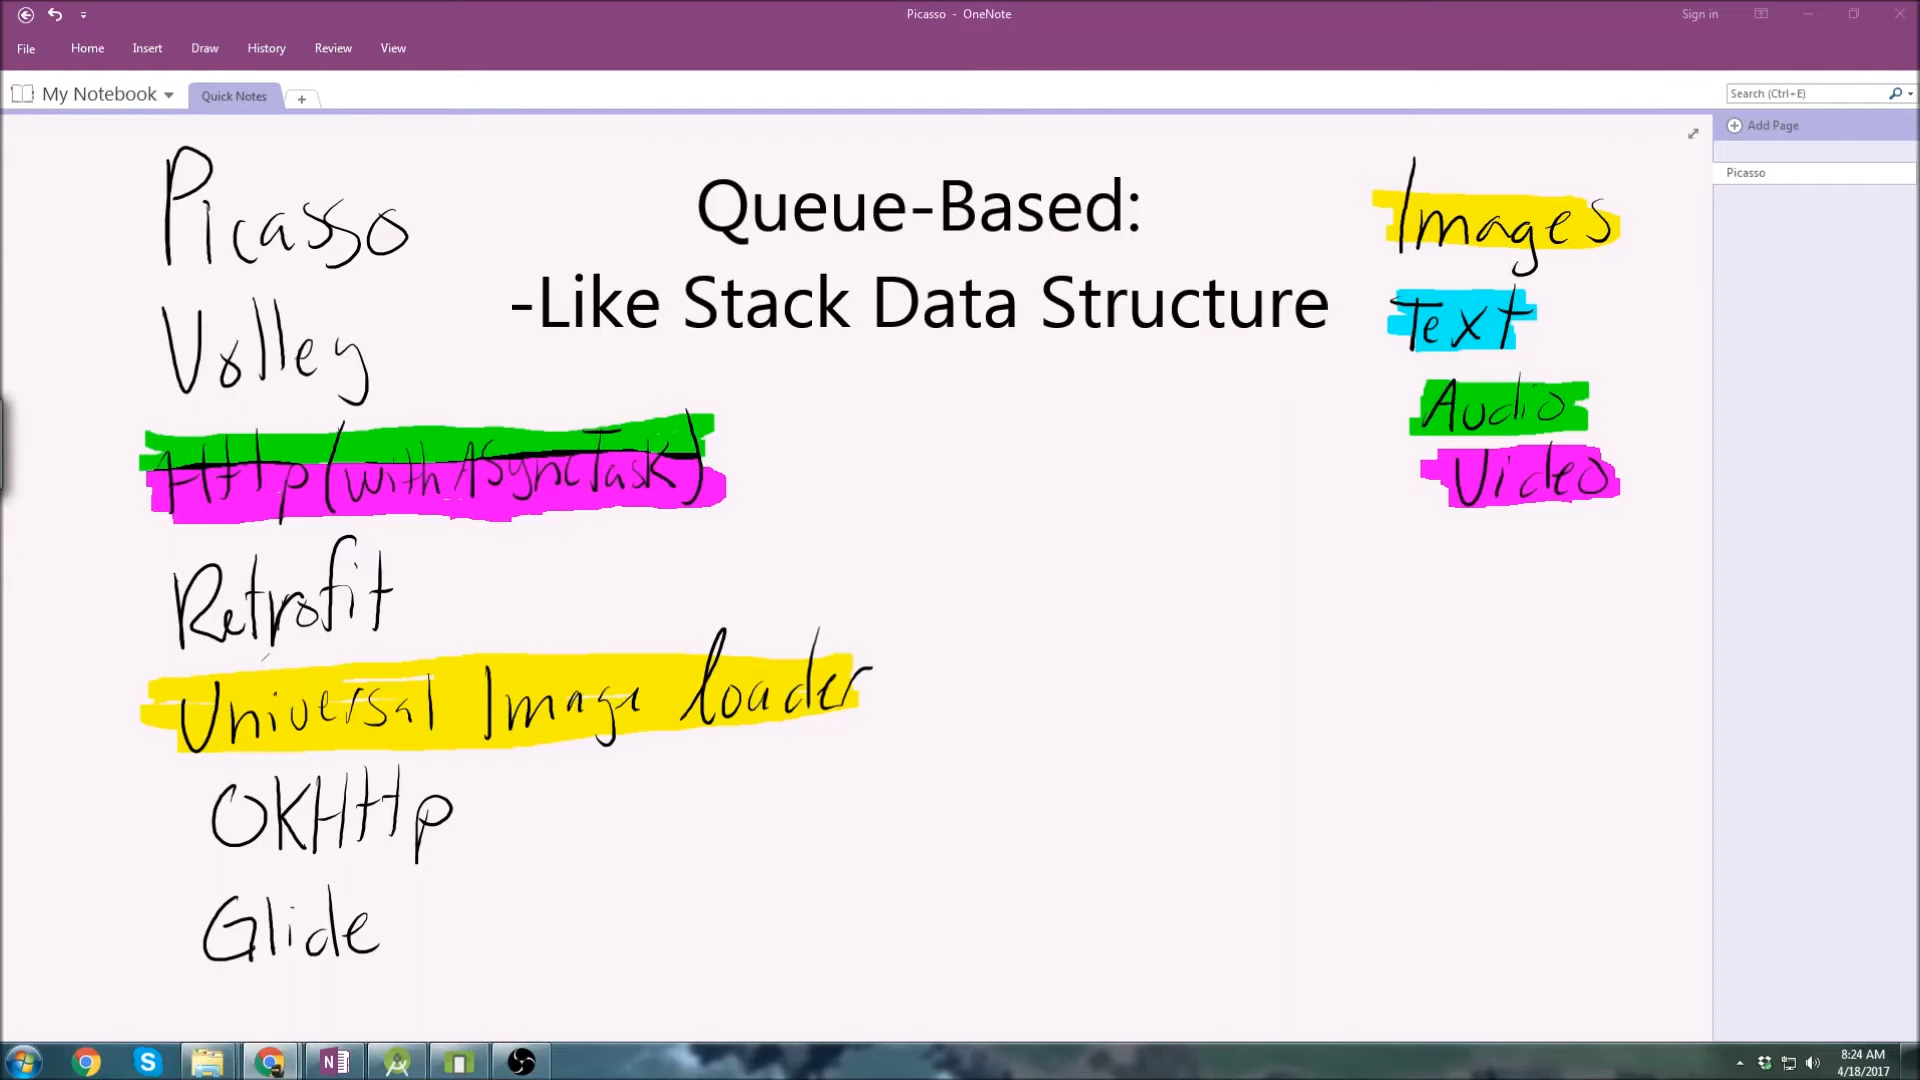 Picasso - OneNote
Sign in
File Home Insert Draw History Review View
My Notebook
Quick Notes
Search (Ctrl+E)
Add Page
Picasso
Picasso
Volley
HTTp (with AsyncTask)
Retrofit
Universal Image loader
OKHTTp
Glide
Queue-Based:
-Like Stack Data Structure
Images
Text
Audio
Video
8:24 AM
4/18/2017